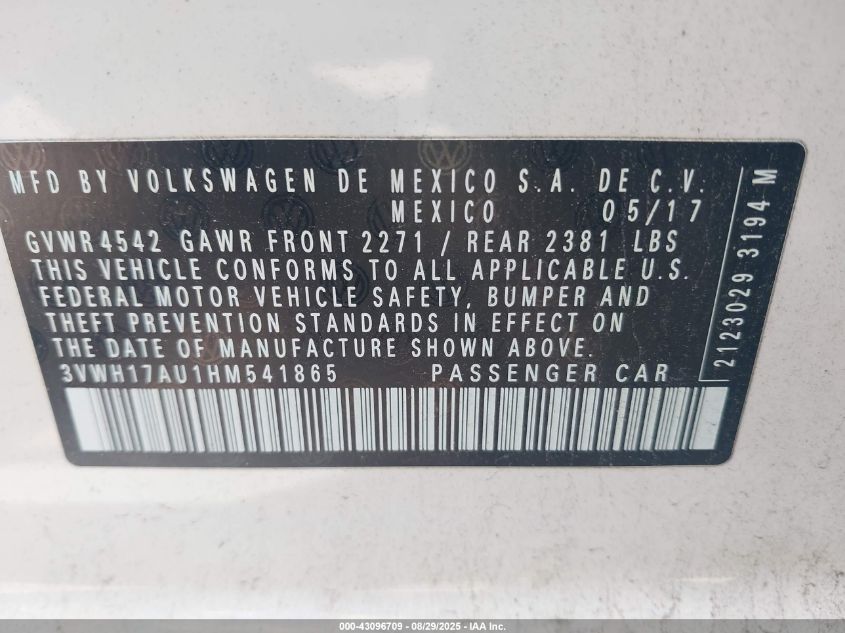 MFD BY VOLKSWAGEN DE MEXICO S.A. DE C.V.
MEXICO 05/17
GVWR4542 GAWR FRONT 2271 / REAR 2381 LBS
THIS VEHICLE CONFORMS TO ALL APPLICABLE U.S.
FEDERAL MOTOR VEHICLE SAFETY, BUMPER AND
THEFT PREVENTION STANDARDS IN EFFECT ON
THE DATE OF MANUFACTURE SHOWN ABOVE.
3VWH17AU1HM541865 PASSENGER CAR
2123029 3194 M
000-43096709 - 08/29/2025 - IAA Inc.